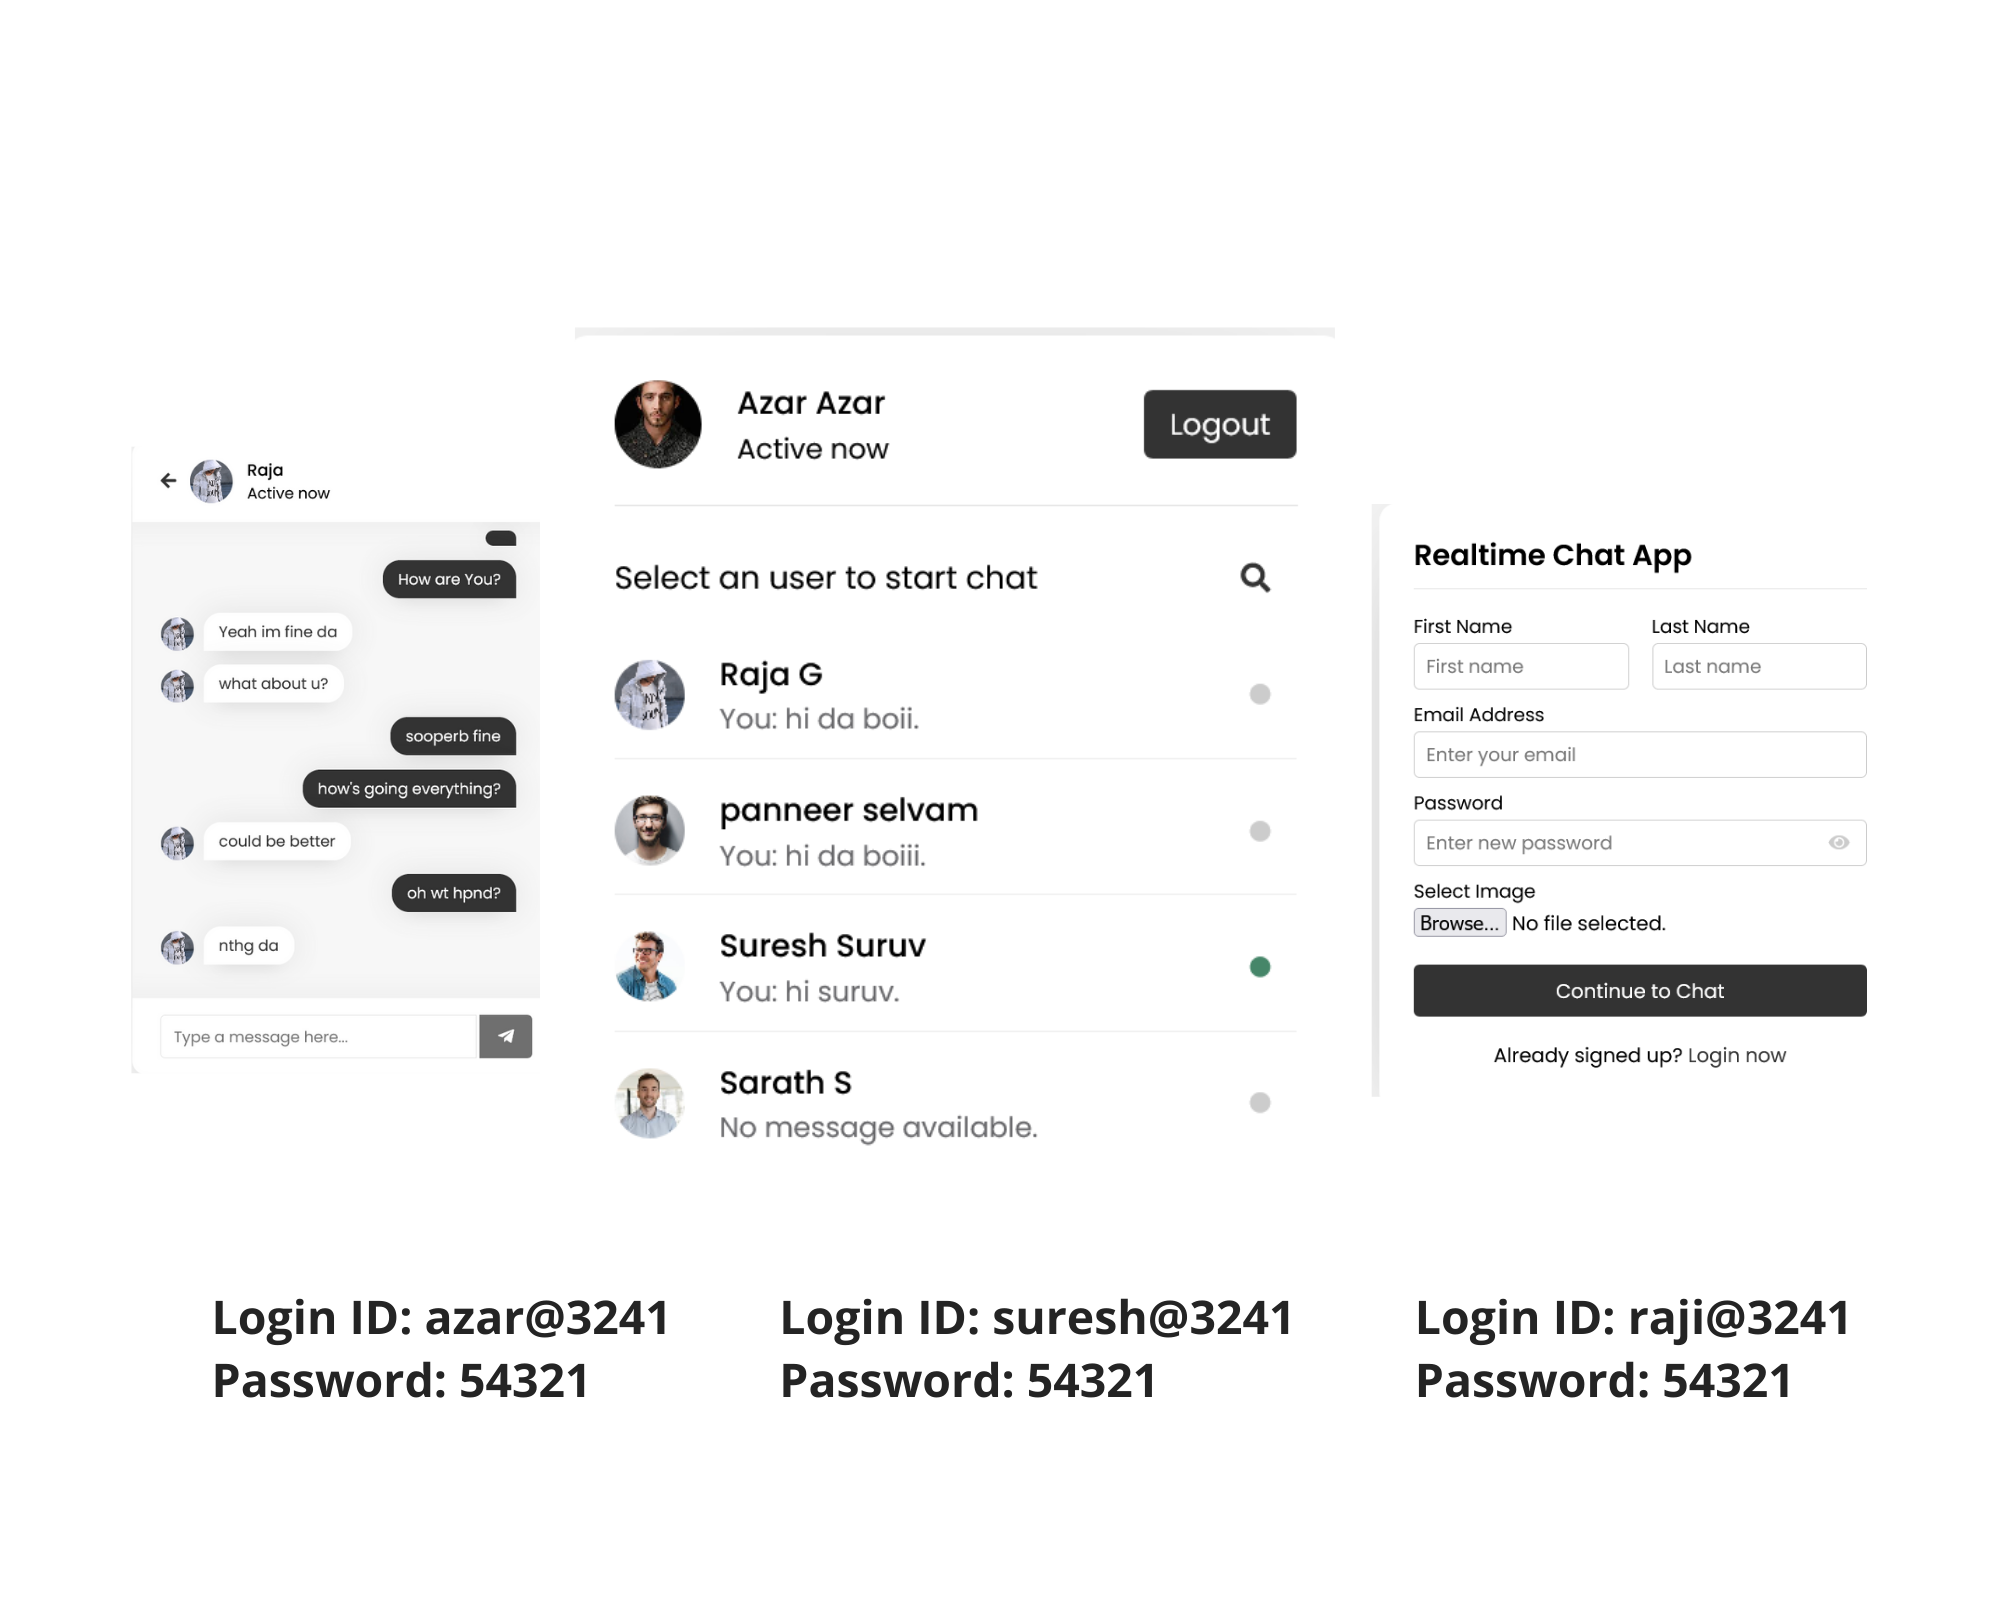 Raja
Active now
How are You?
Yeah im fine da
what about u?
sooperb fine
how's going everything?
could be better
oh wt hpnd?
nthg da
Type a message here...
Azar Azar
Active now
Logout
Select an user to start chat
Raja G
You: hi da boii.
panneer selvam
You: hi da boiii.
Suresh Suruv
You: hi suruv.
Sarath S
No message available.
Realtime Chat App
First Name Last Name
First name Last name
Email Address
Enter your email
Password
Enter new password
Select Image
Browse... No file selected.
Continue to Chat
Already signed up? Login now
Login ID: azar@3241
Password: 54321
Login ID: suresh@3241
Password: 54321
Login ID: raji@3241
Password: 54321